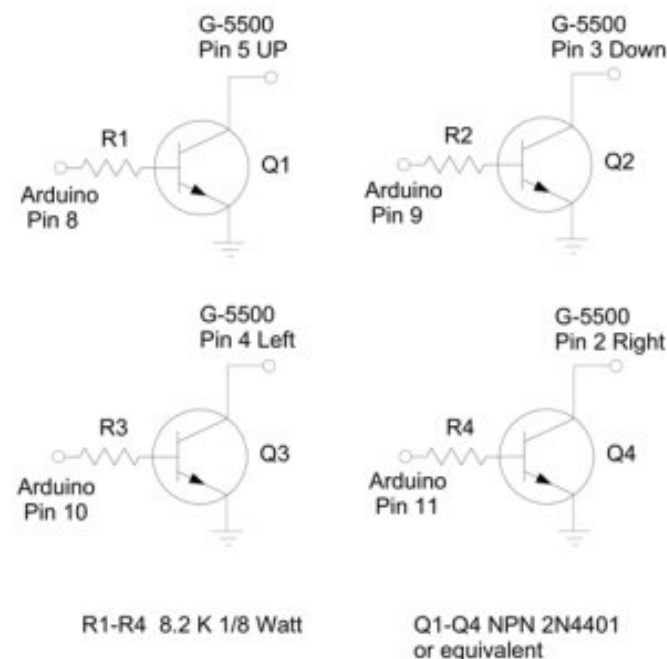 G-5500
Pin 5 UP
R1
Q1
Arduino
Pin 8
G-5500
Pin 3 Down
R2
Q2
Arduino
Pin 9
G-5500
Pin 4 Left
R3
Q3
Arduino
Pin 10
G-5500
Pin 2 Right
R4
Q4
Arduino
Pin 11
R1-R4 8.2 K 1/8 Watt
Q1-Q4 NPN 2N4401
or equivalent